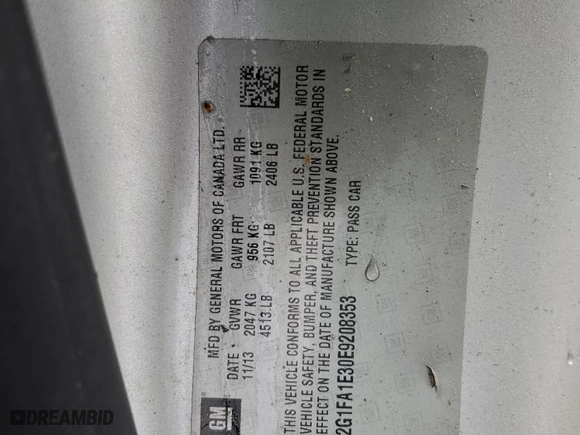 GM
MFD BY GENERAL MOTORS OF CANADA LTD.
DATE GVWR GAWR FRT GAWR RR
11/13 2047 KG 956 KG 1091 KG
4513 LB 2107 LB 2406 LB
THIS VEHICLE CONFORMS TO ALL APPLICABLE U.S. FEDERAL MOTOR
VEHICLE SAFETY, BUMPER, AND THEFT PREVENTION STANDARDS IN
EFFECT ON THE DATE OF MANUFACTURE SHOWN ABOVE.
2G1FA1E30E9208353 TYPE: PASS CAR
DREAMBID